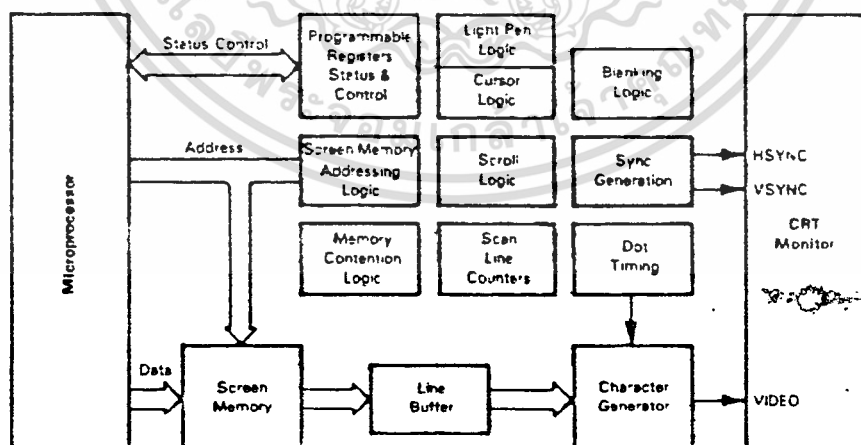 Status Control
Programmable
Registers
Status &
Control
Light Pen
Logic
Cursor
Logic
Blanking
Logic
Address
Screen Memory
Addressing
Logic
Scroll
Logic
Sync
Generation
HSYNC
VSYNC
CRT
Monitor
Microprocessor
Memory
Contention
Logic
Scan
Line
Counters
Dot
Timing
Data
Screen
Memory
Line
Buffer
Character
Generator
VIDEO